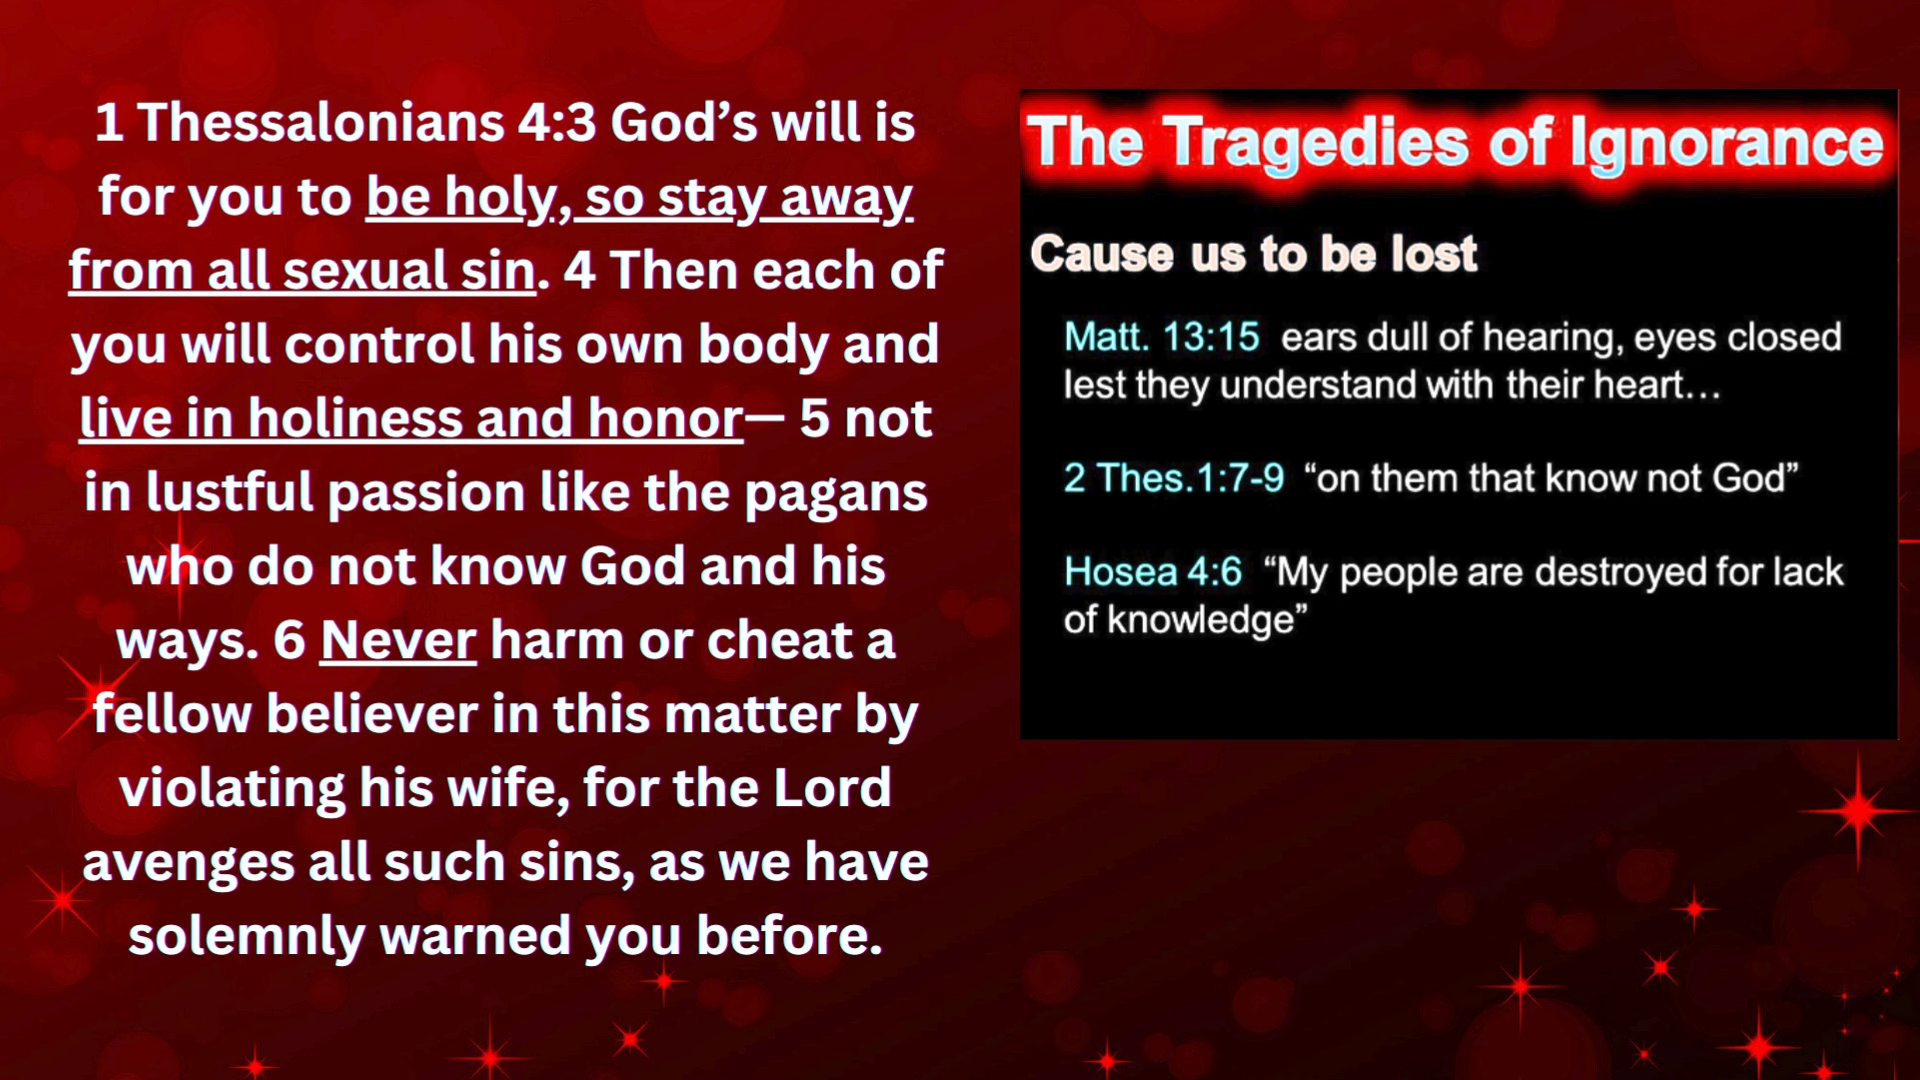 1 Thessalonians 4:3 God’s will is
for you to be holy, so stay away
from all sexual sin. 4 Then each of
you will control his own body and
live in holiness and honor— 5 not
in lustful passion like the pagans
who do not know God and his
ways. 6 Never harm or cheat a
fellow believer in this matter by
violating his wife, for the Lord
avenges all such sins, as we have
solemnly warned you before.
The Tragedies of Ignorance
Cause us to be lost
Matt. 13:15 ears dull of hearing, eyes closed
lest they understand with their heart…
2 Thes.1:7-9 “on them that know not God”
Hosea 4:6 “My people are destroyed for lack
of knowledge”